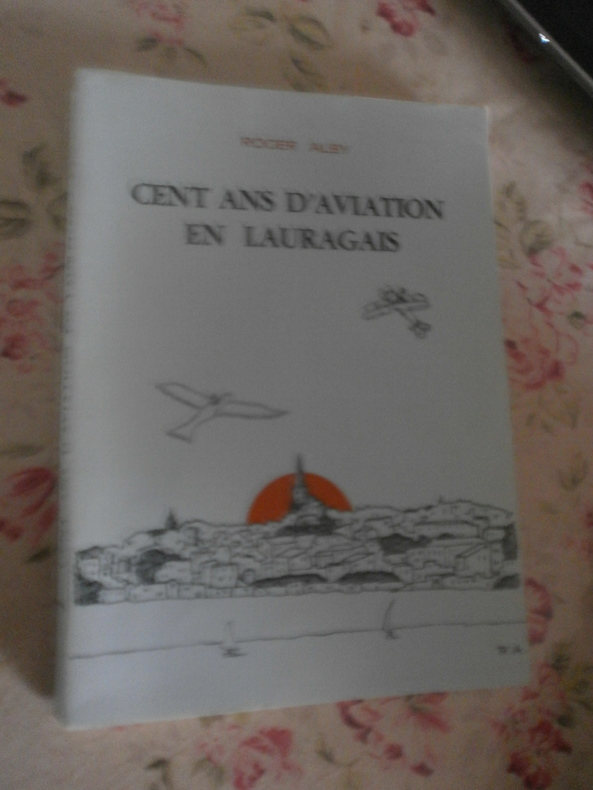 ROGER ALBY
CENT ANS D'AVIATION
EN LAURAGAIS